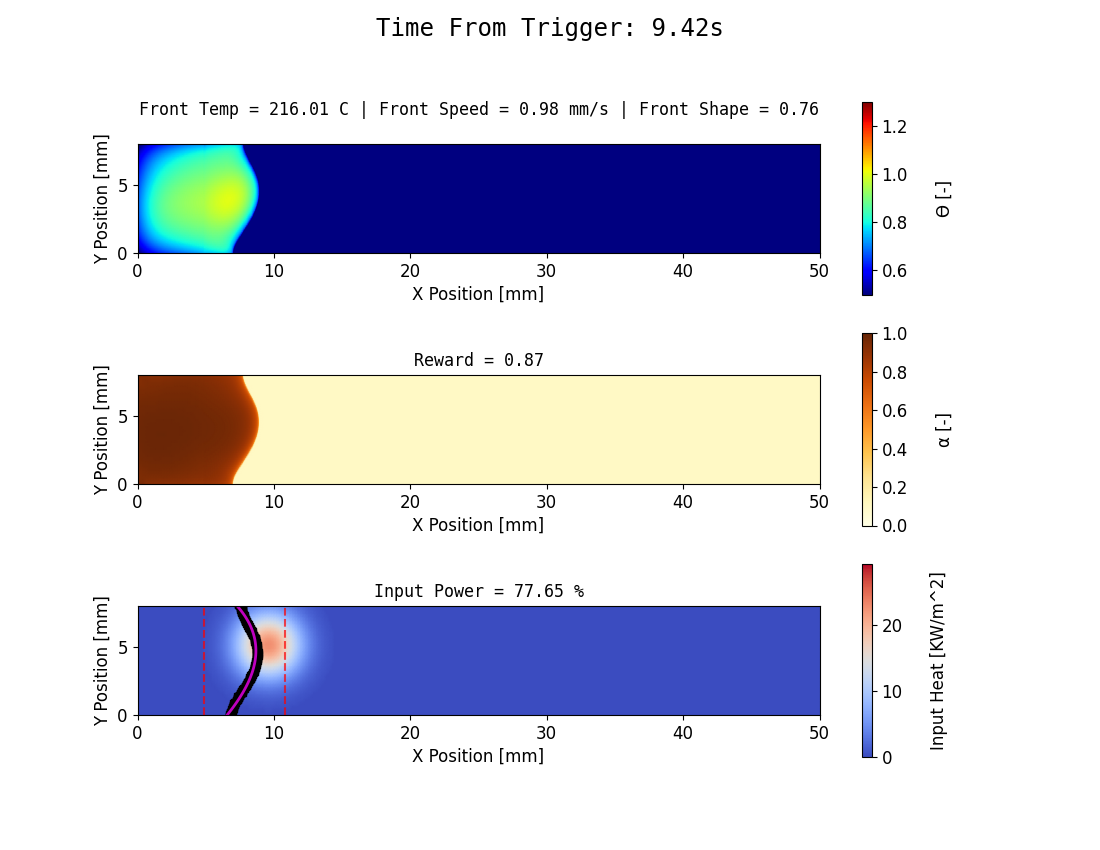 Time From Trigger: 9.42s
Front Temp = 216.01 C | Front Speed = 0.98 mm/s | Front Shape = 0.76
Y Position [mm]
5
0
0 10 20 30 40 50
X Position [mm]
1.2
1.0
0.8
0.6
Θ [-]
Reward = 0.87
Y Position [mm]
5
0
0 10 20 30 40 50
X Position [mm]
1.0
0.8
0.6
0.4
0.2
0.0
α [-]
Input Power = 77.65 %
Y Position [mm]
5
0
0 10 20 30 40 50
X Position [mm]
20
10
0
Input Heat [KW/m^2]